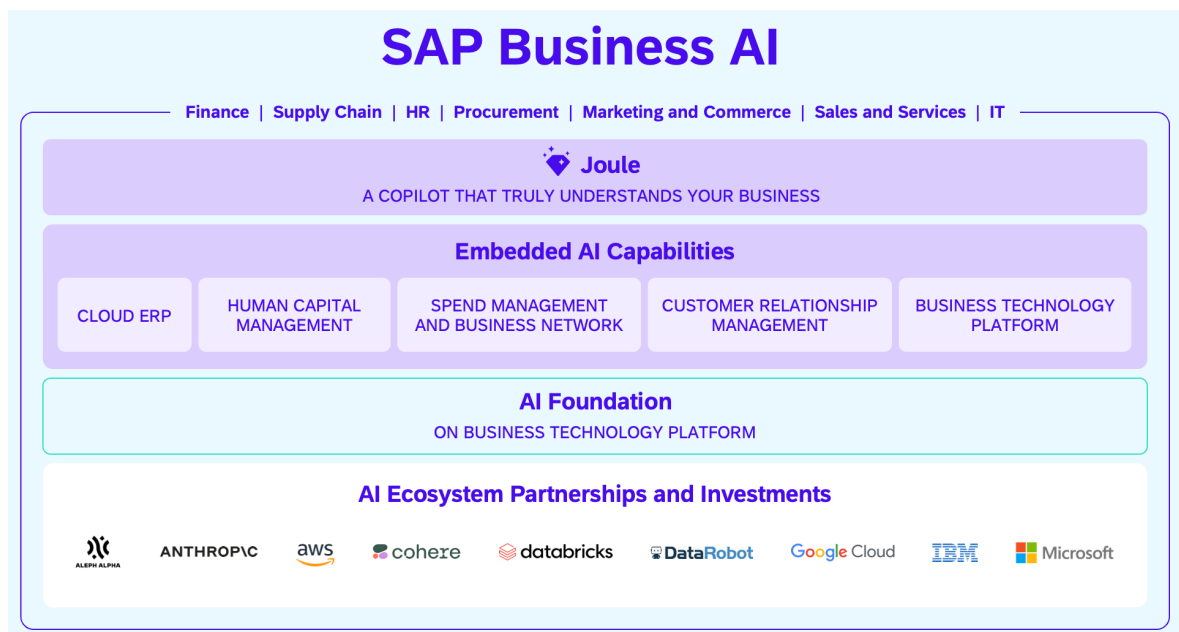 SAP Business AI
Finance | Supply Chain | HR | Procurement | Marketing and Commerce | Sales and Services | IT
Joule
A COPILOT THAT TRULY UNDERSTANDS YOUR BUSINESS
Embedded AI Capabilities
CLOUD ERP
HUMAN CAPITAL
MANAGEMENT
SPEND MANAGEMENT
AND BUSINESS NETWORK
CUSTOMER RELATIONSHIP
MANAGEMENT
BUSINESS TECHNOLOGY
PLATFORM
AI Foundation
ON BUSINESS TECHNOLOGY PLATFORM
AI Ecosystem Partnerships and Investments
ALEPH ALPHA
ANTHROP\C
aws
cohere
databricks
DataRobot
Google Cloud
IBM
Microsoft